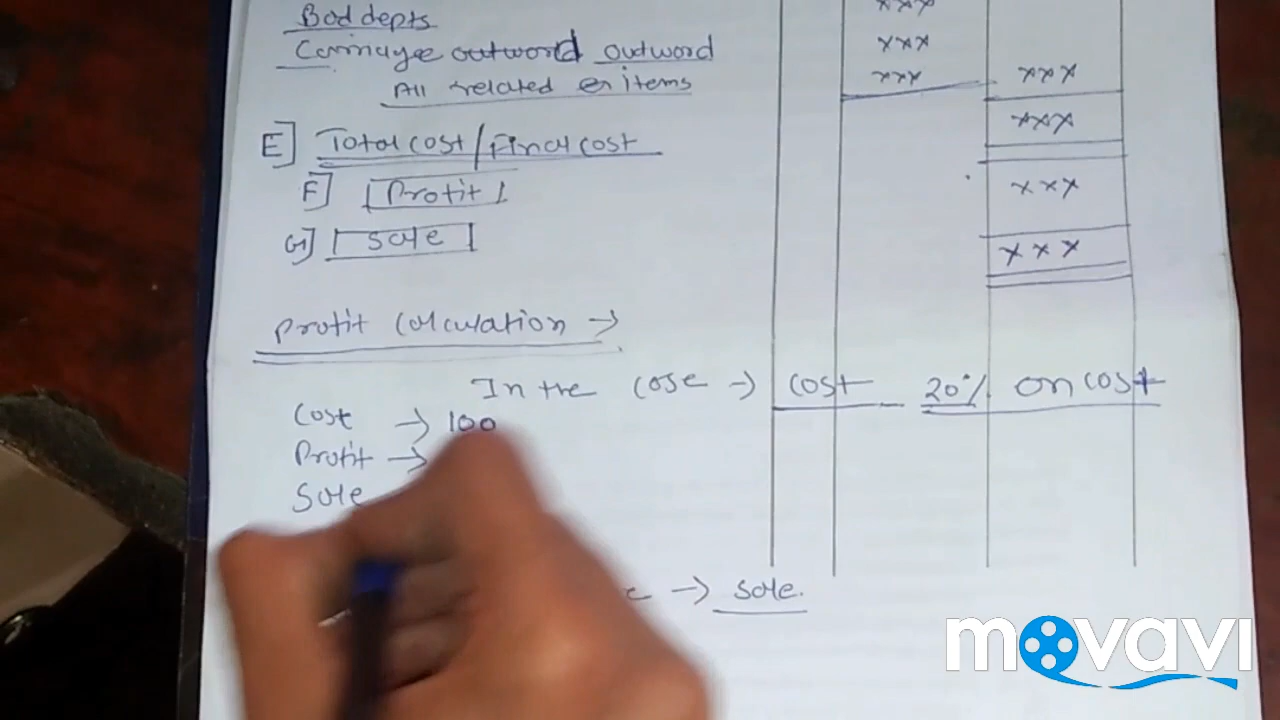 xxx
Bad depts
Carriage outword outword xxx
All related er items xxx xxx
E] Total cost / Final cost xxx
F] Profit xxx
G] Sale xxx
Profit Calculation →
In the case → cost 20% on cost
Cost → 100
Profit →
Sale
→ Sale.
movavi